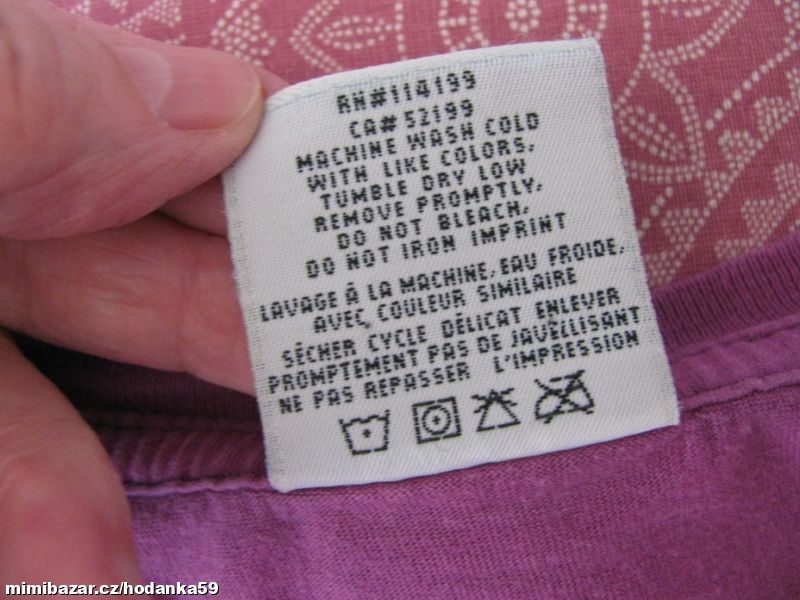 RN#114199
CA#52199
MACHINE WASH COLD
WITH LIKE COLORS,
TUMBLE DRY LOW
REMOVE PROMPTLY,
DO NOT BLEACH,
DO NOT IRON IMPRINT
LAVAGE À LA MACHINE, EAU FROIDE,
AVEC COULEUR SIMILAIRE
SÉCHER CYCLE DÉLICAT ENLEVER
PROMPTEMENT PAS DE JAVELLISANT
NE PAS REPASSER L'IMPRESSION
mimibazar.cz/hodanka59